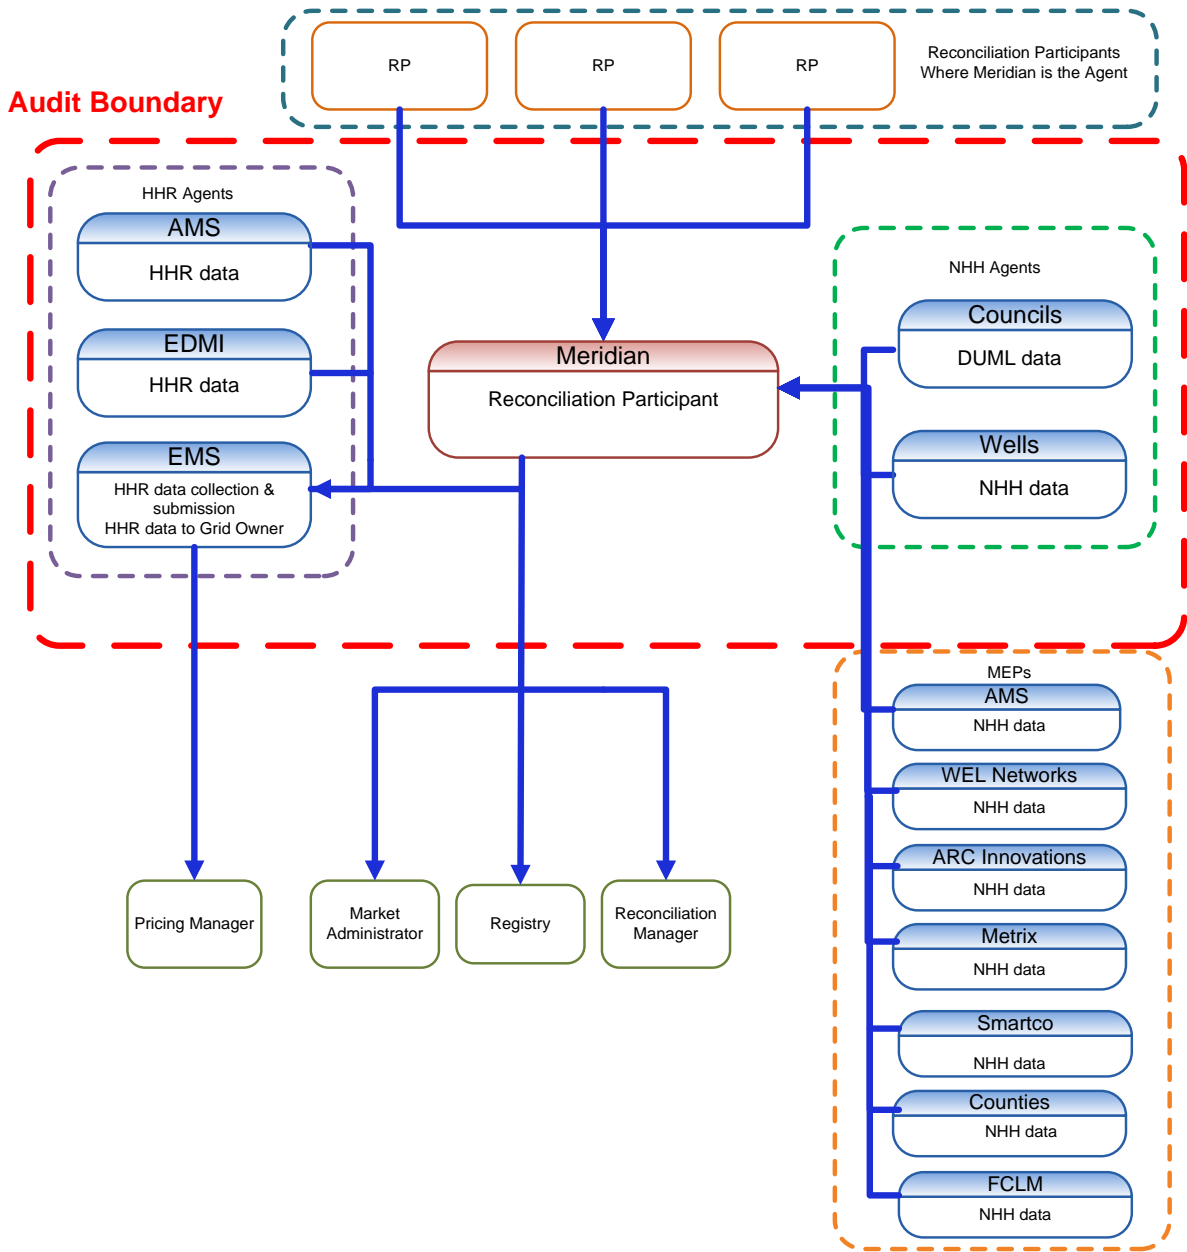 RP
RP
RP
Reconciliation Participants
Where Meridian is the Agent
Audit Boundary
HHR Agents
AMS
HHR data
EDMI
HHR data
EMS
HHR data collection &
submission
HHR data to Grid Owner
Meridian
Reconciliation Participant
NHH Agents
Councils
DUML data
Wells
NHH data
MEPs
AMS
NHH data
WEL Networks
NHH data
ARC Innovations
NHH data
Metrix
NHH data
Smartco
NHH data
Counties
NHH data
FCLM
NHH data
Pricing Manager
Market
Administrator
Registry
Reconciliation
Manager